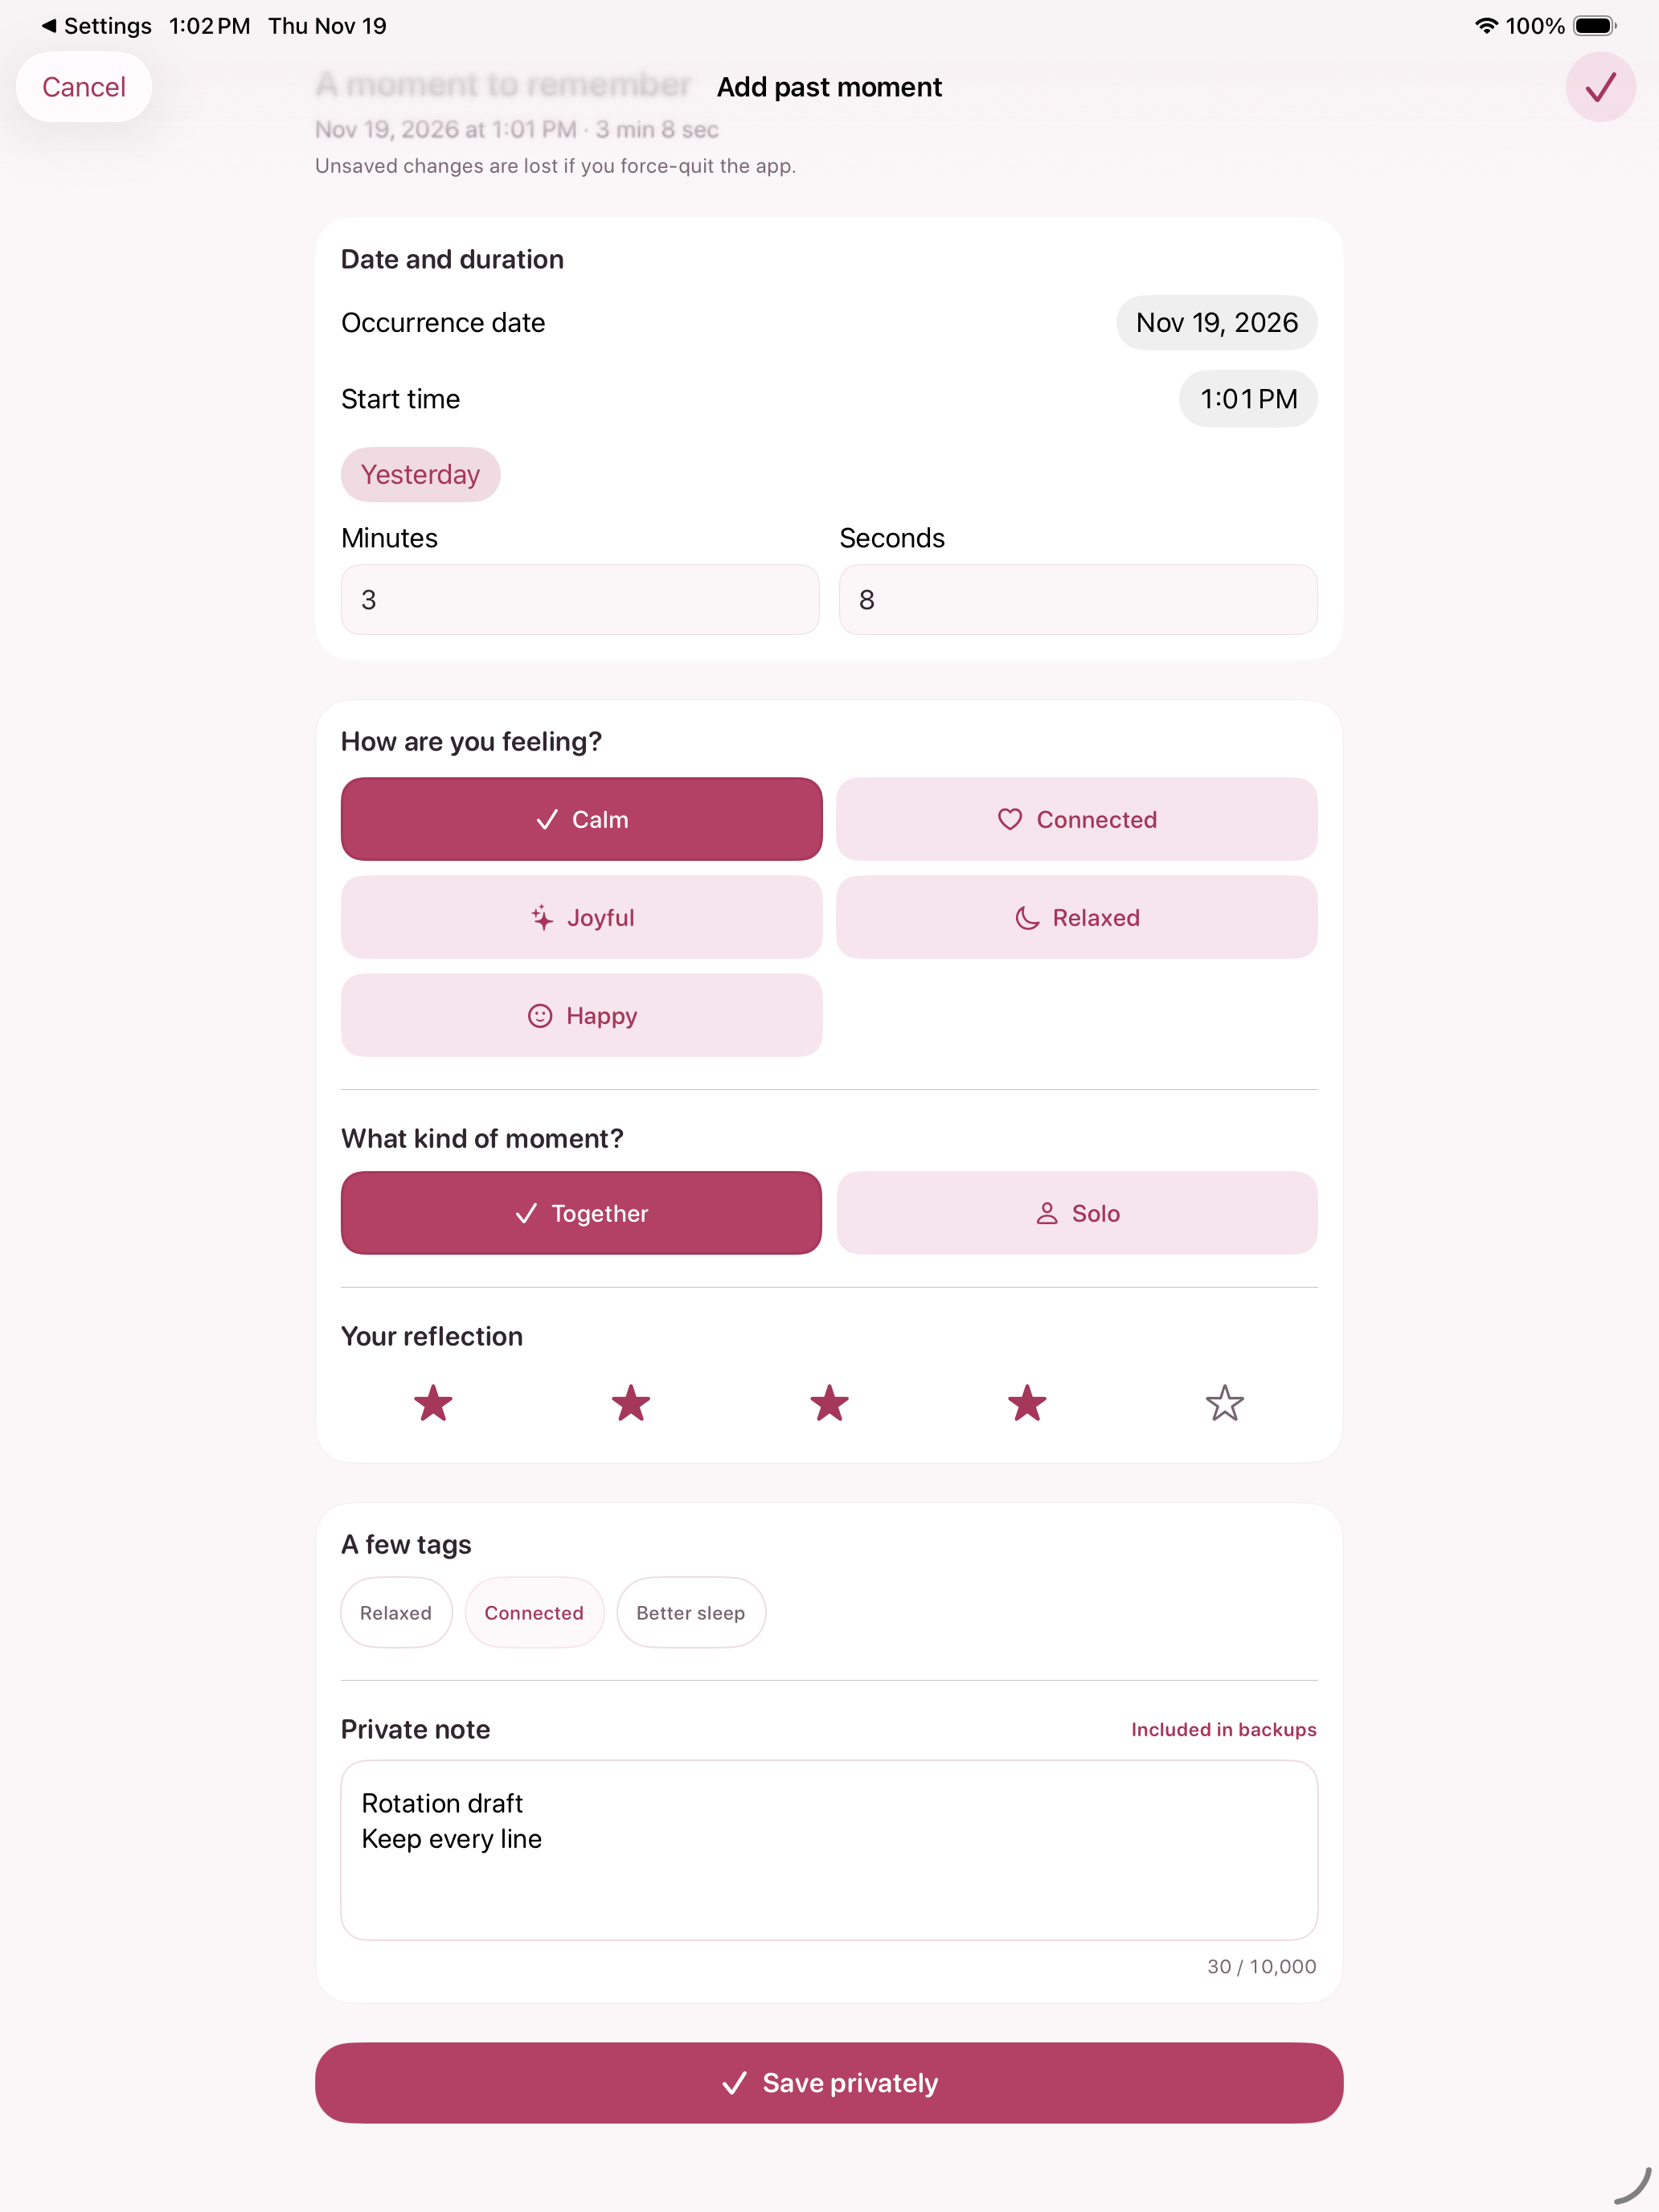 Settings 1:02 PM Thu Nov 19 100%
Cancel A moment to remember Add past moment
Nov 19, 2026 at 1:01 PM · 3 min 8 sec
Unsaved changes are lost if you force-quit the app.
Date and duration
Occurrence date Nov 19, 2026
Start time 1:01 PM
Yesterday
Minutes Seconds
3 8
How are you feeling?
Calm Connected
Joyful Relaxed
Happy
What kind of moment?
Together Solo
Your reflection
A few tags
Relaxed Connected Better sleep
Private note Included in backups
Rotation draft
Keep every line
30 / 10,000
Save privately